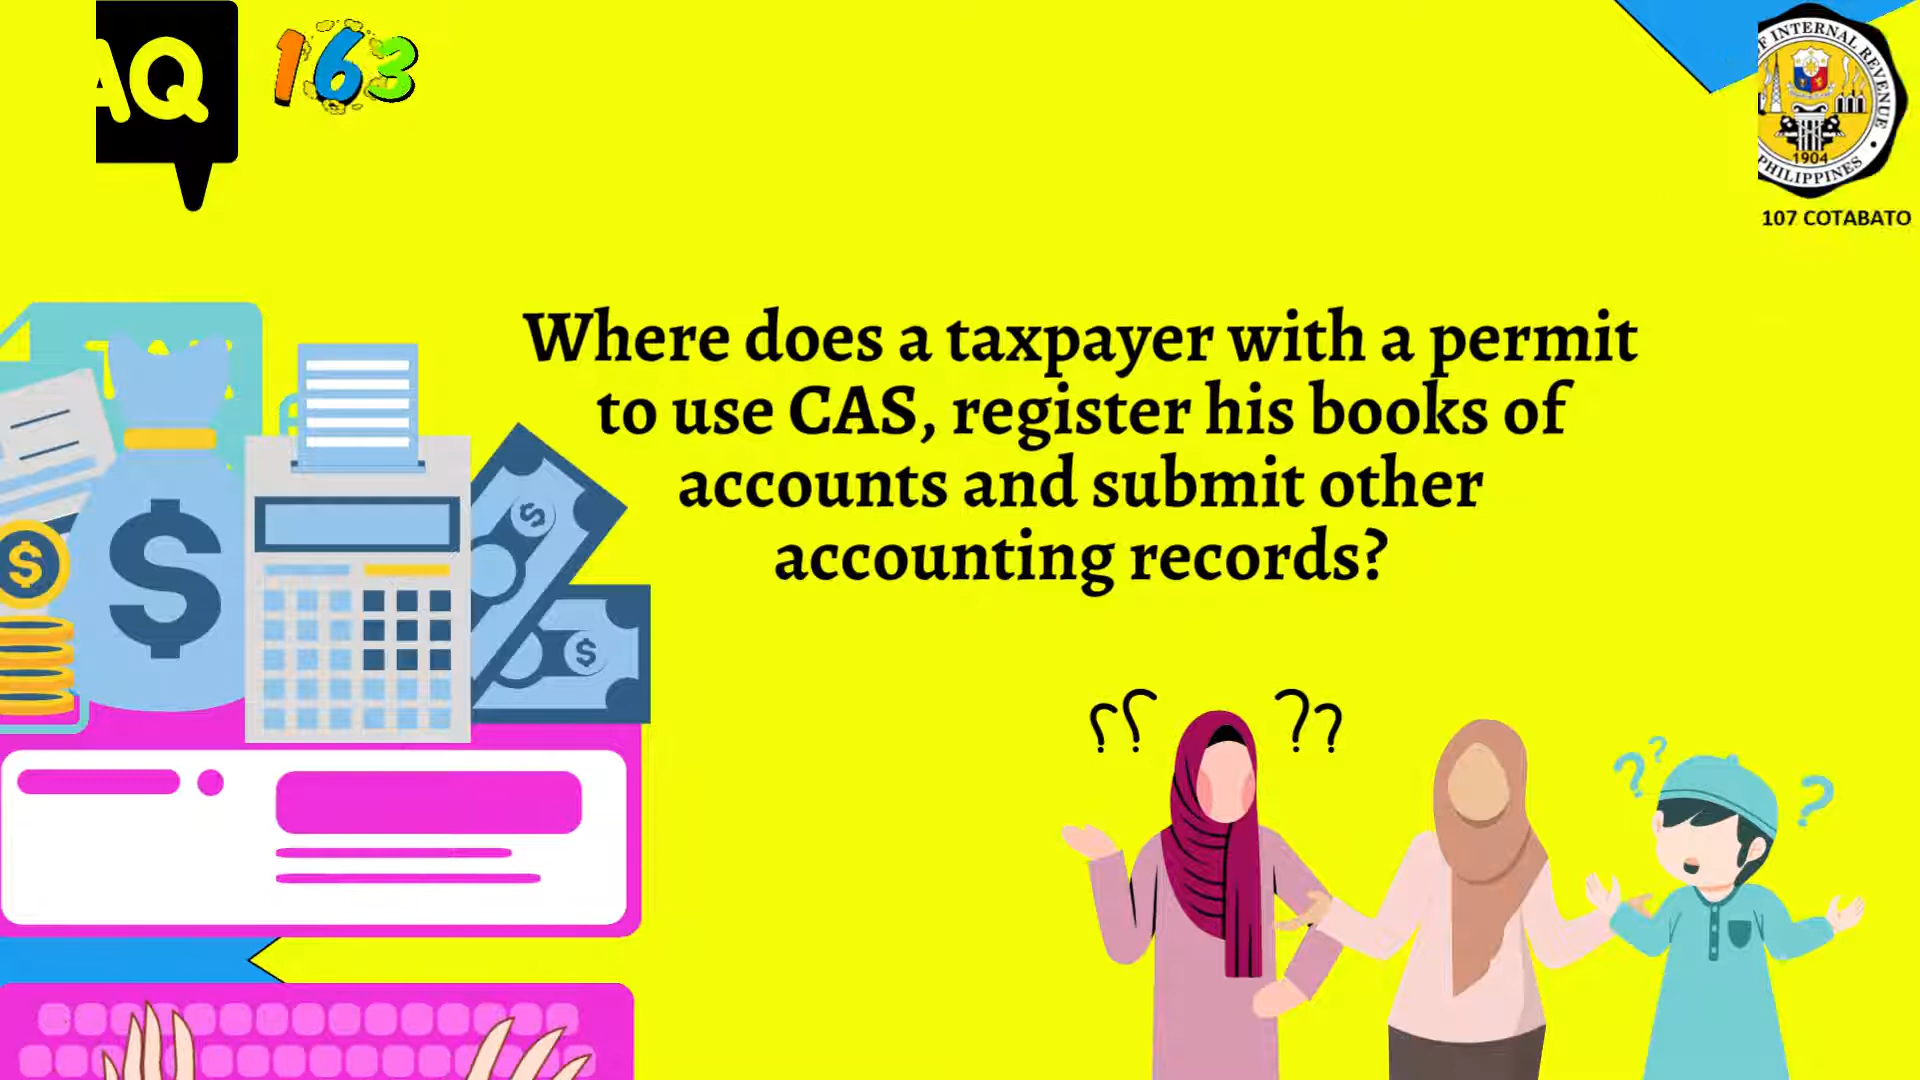 AQ
163
F INTERNAL REVENUE
1904
PHILIPPINES
107 COTABATO
Where does a taxpayer with a permit
to use CAS, register his books of
accounts and submit other
accounting records?
$
$
$
$
?? ??
?? ?